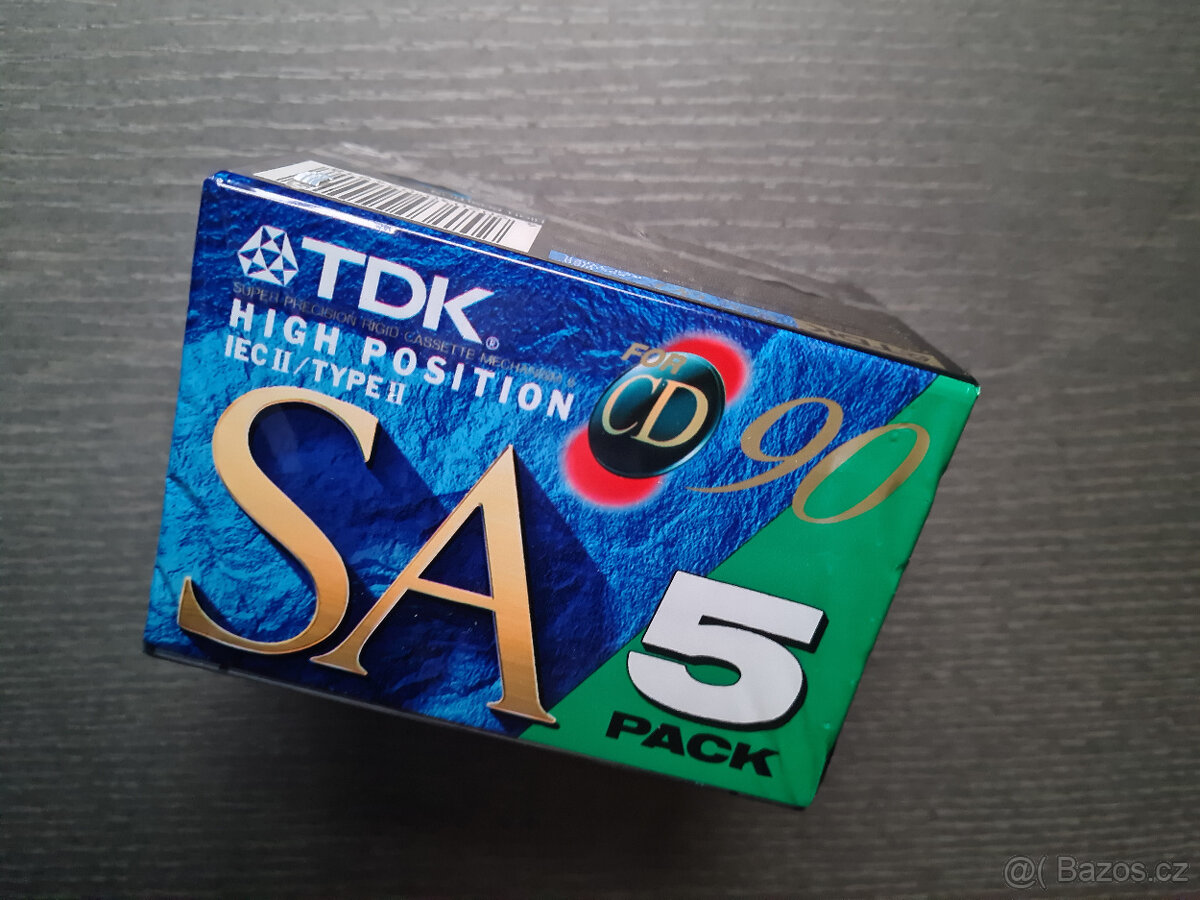 TDK®
SUPER PRECISION RIGID CASSETTE MECHANISM
HIGH POSITION
IEC II/TYPE II
FOR
CD
90
SA
5
PACK
@( Bazos.cz